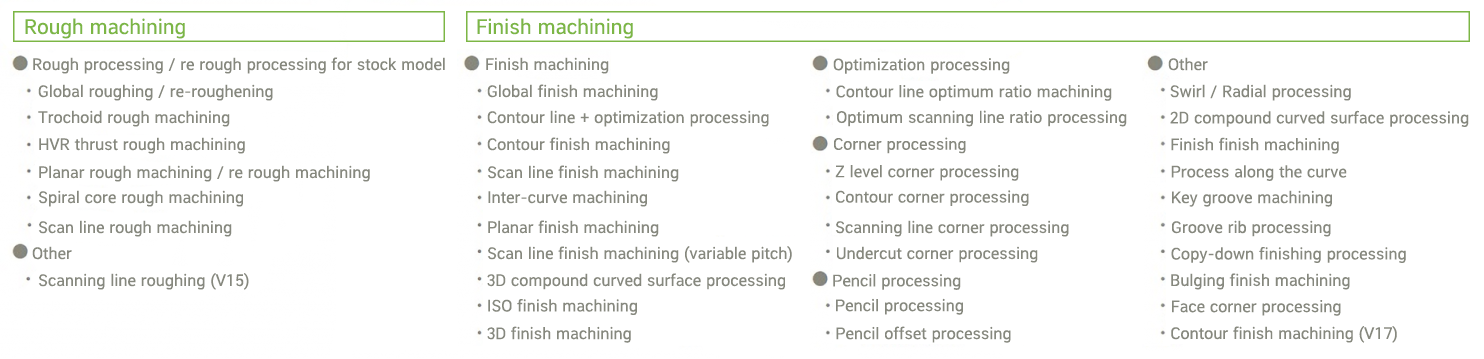 Rough machining
● Rough processing / re rough processing for stock model
• Global roughing / re-roughening
• Trochoid rough machining
• HVR thrust rough machining
• Planar rough machining / re rough machining
• Spiral core rough machining
• Scan line rough machining
● Other
• Scanning line roughing (V15)
Finish machining
● Finish machining
• Global finish machining
• Contour line + optimization processing
• Contour finish machining
• Scan line finish machining
• Inter-curve machining
• Planar finish machining
• Scan line finish machining (variable pitch)
• 3D compound curved surface processing
• ISO finish machining
• 3D finish machining
● Optimization processing
• Contour line optimum ratio machining
• Optimum scanning line ratio processing
● Corner processing
• Z level corner processing
• Contour corner processing
• Scanning line corner processing
• Undercut corner processing
● Pencil processing
• Pencil processing
• Pencil offset processing
● Other
• Swirl / Radial processing
• 2D compound curved surface processing
• Finish finish machining
• Process along the curve
• Key groove machining
• Groove rib processing
• Copy-down finishing processing
• Bulging finish machining
• Face corner processing
• Contour finish machining (V17)